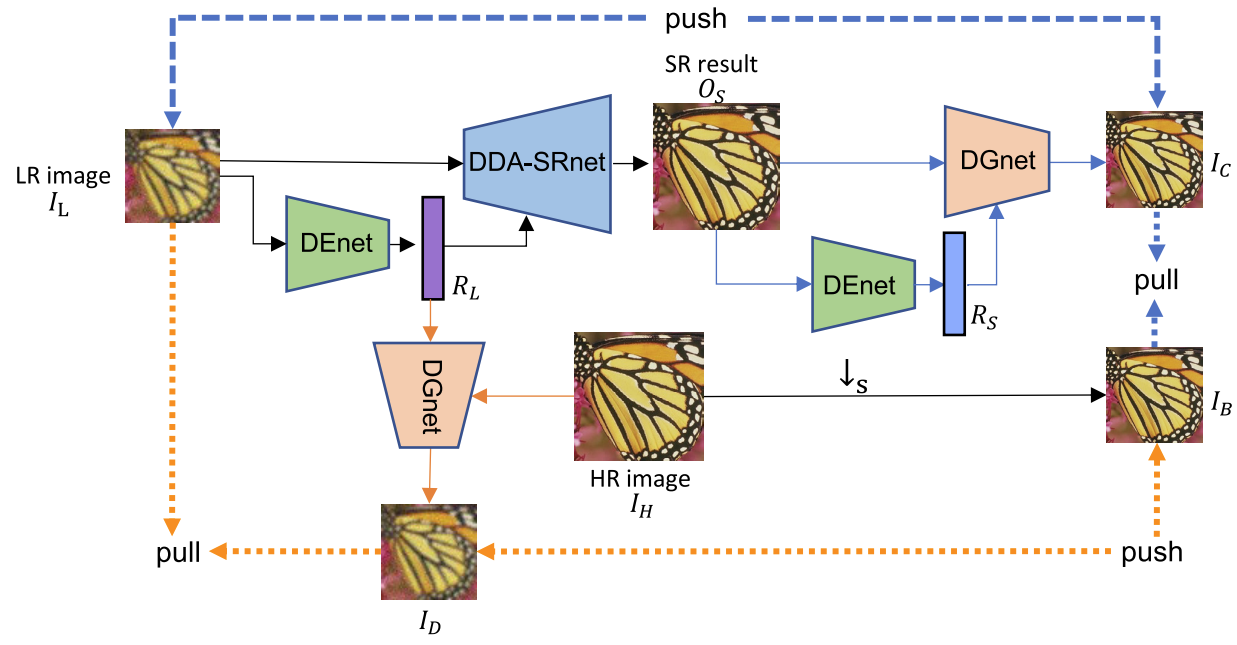 push
SR result
O_S
LR image
I_L
DDA-SRnet
DGnet
I_C
DEnet
R_L
DEnet
R_S
pull
DGnet
↓s
I_B
HR image
I_H
pull
push
I_D